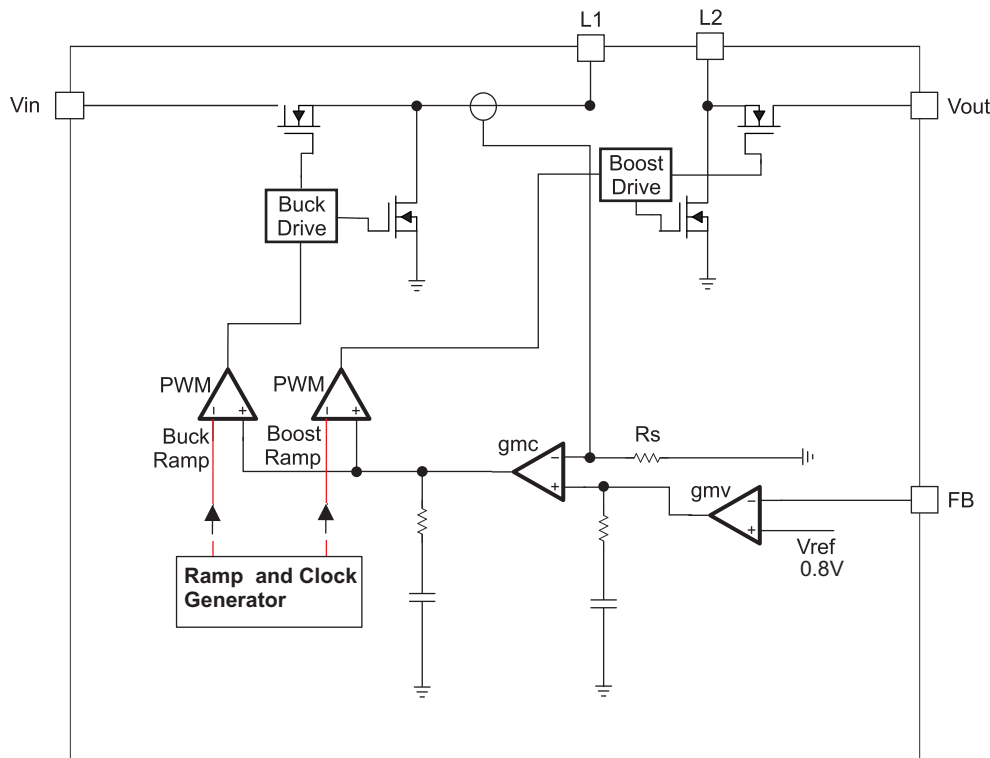 L1
L2
Vin
Vout
Boost
Drive
Buck
Drive
PWM
PWM
Buck
Ramp
Boost
Ramp
gmc
Rs
gmv
FB
Vref
0.8V
Ramp and Clock
Generator